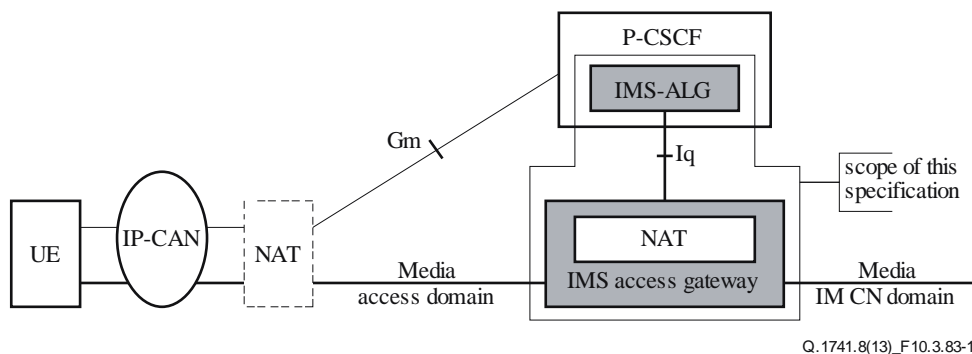 P-CSCF
IMS-ALG
Gm
Iq
scope of this
specification
UE
IP-CAN
NAT
NAT
Media
access domain
IMS access gateway
Media
IM CN domain
Q.1741.8(13)_F10.3.83-1